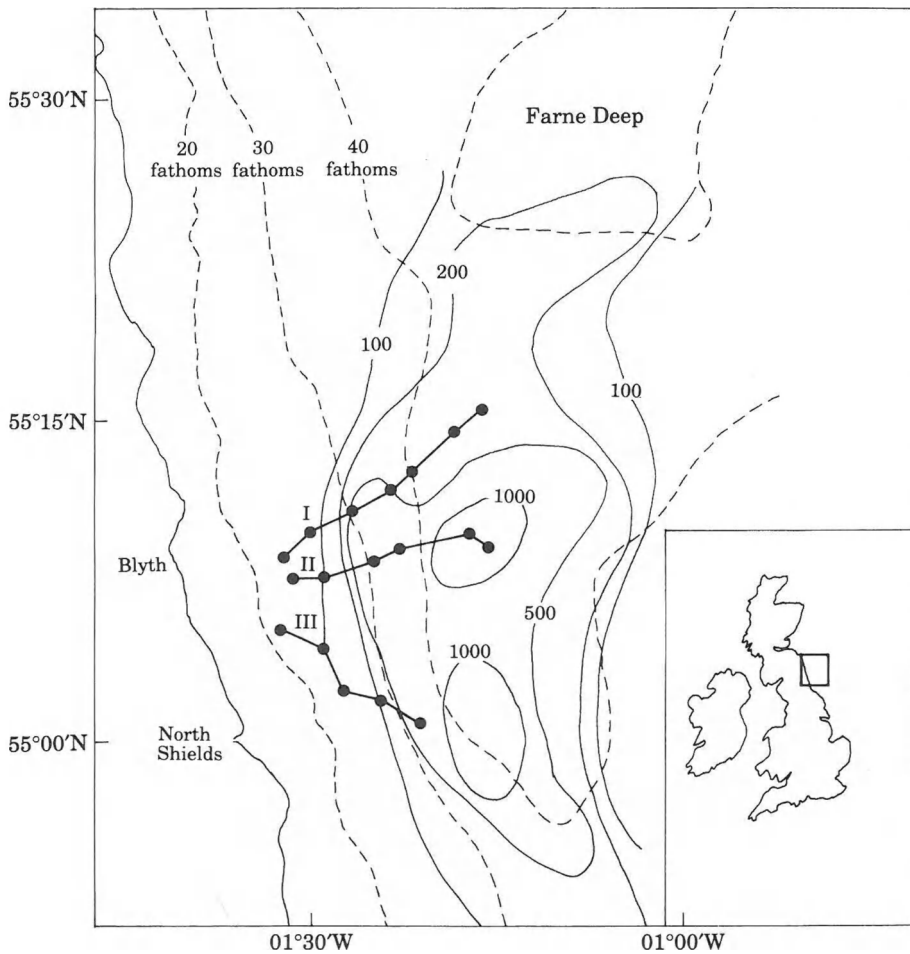 55°30′N
Farne Deep
20
fathoms
30
fathoms
40
fathoms
200
100
100
55°15′N
1000
I
II
Blyth
500
III
1000
North
Shields
55°00′N
01°30′W
01°00′W